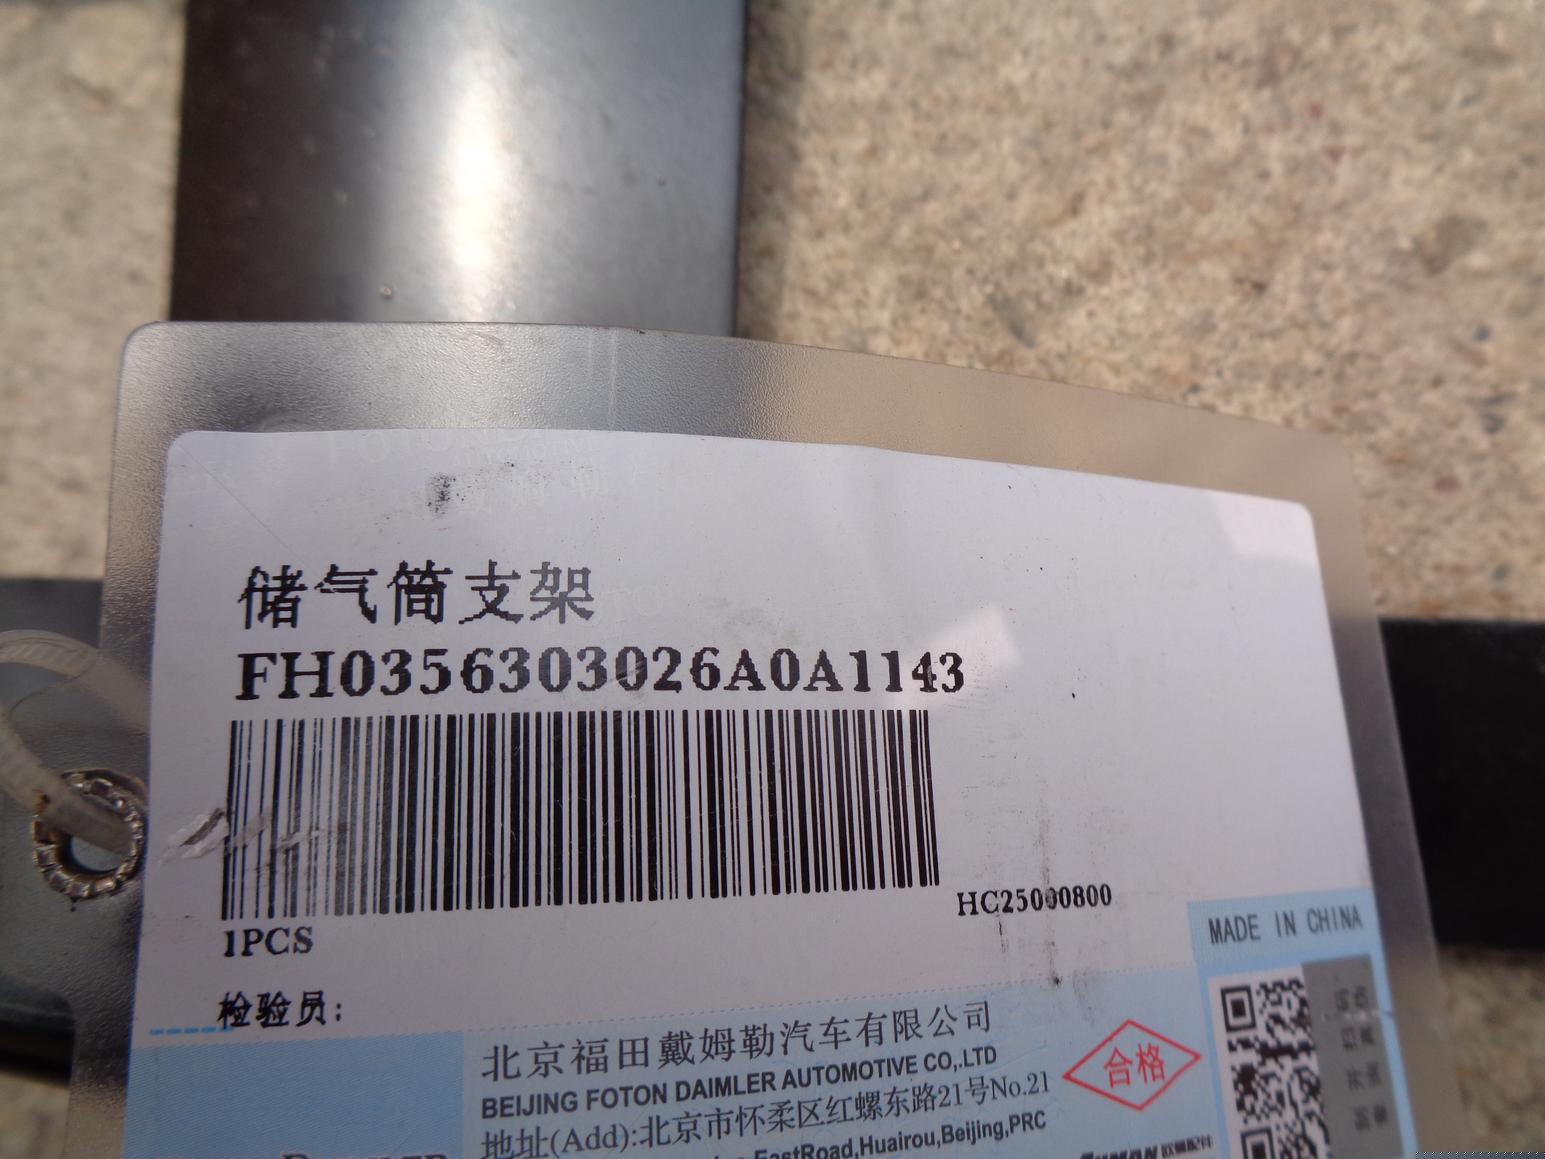 储气筒支架
FH0356303026A0A1143
HC25000800
1PCS
MADE IN CHINA
检验员:
北京福田戴姆勒汽车有限公司
BEIJING FOTON DAIMLER AUTOMOTIVE CO,.LTD
合格
地址(Add):北京市怀柔区红螺东路21号No.21
EastRoad,Huairou,Beijing,PRC